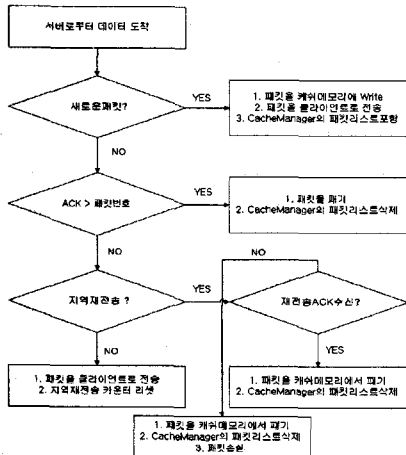 서버로부터 데이터 도착
새로운패킷?
YES
1. 패킷을 캐쉬메모리에 Write
2. 패킷을 클라이언트로 전송
3. CacheManager의 패킷리스트포함
NO
ACK > 패킷번호
YES
1. 패킷을 폐기
2. CacheManager의 패킷리스트삭제
NO
NO
지역재전송 ?
YES
재전송ACK수신?
NO
YES
1. 패킷을 클라이언트로 전송
2. 지역재전송 카운터 리셋
1. 패킷을 캐쉬메모리에서 폐기
2. CacheManager의 패킷리스트삭제
1. 패킷을 캐쉬메모리에서 폐기
2. CacheManager의 패킷리스트삭제
3. 패킷손실